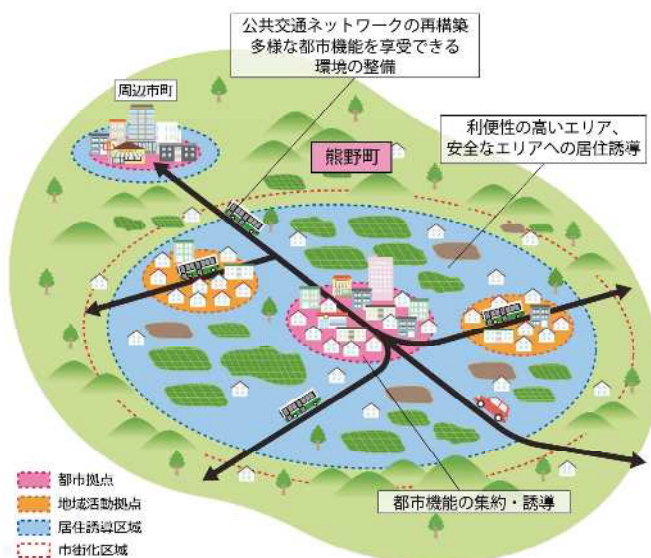 公共交通ネットワークの再構築
多様な都市機能を享受できる
環境の整備
周辺市町
利便性の高いエリア、
安全なエリアへの居住誘導
熊野町
都市機能の集約・誘導
都市拠点
地域活動拠点
居住誘導区域
市街化区域